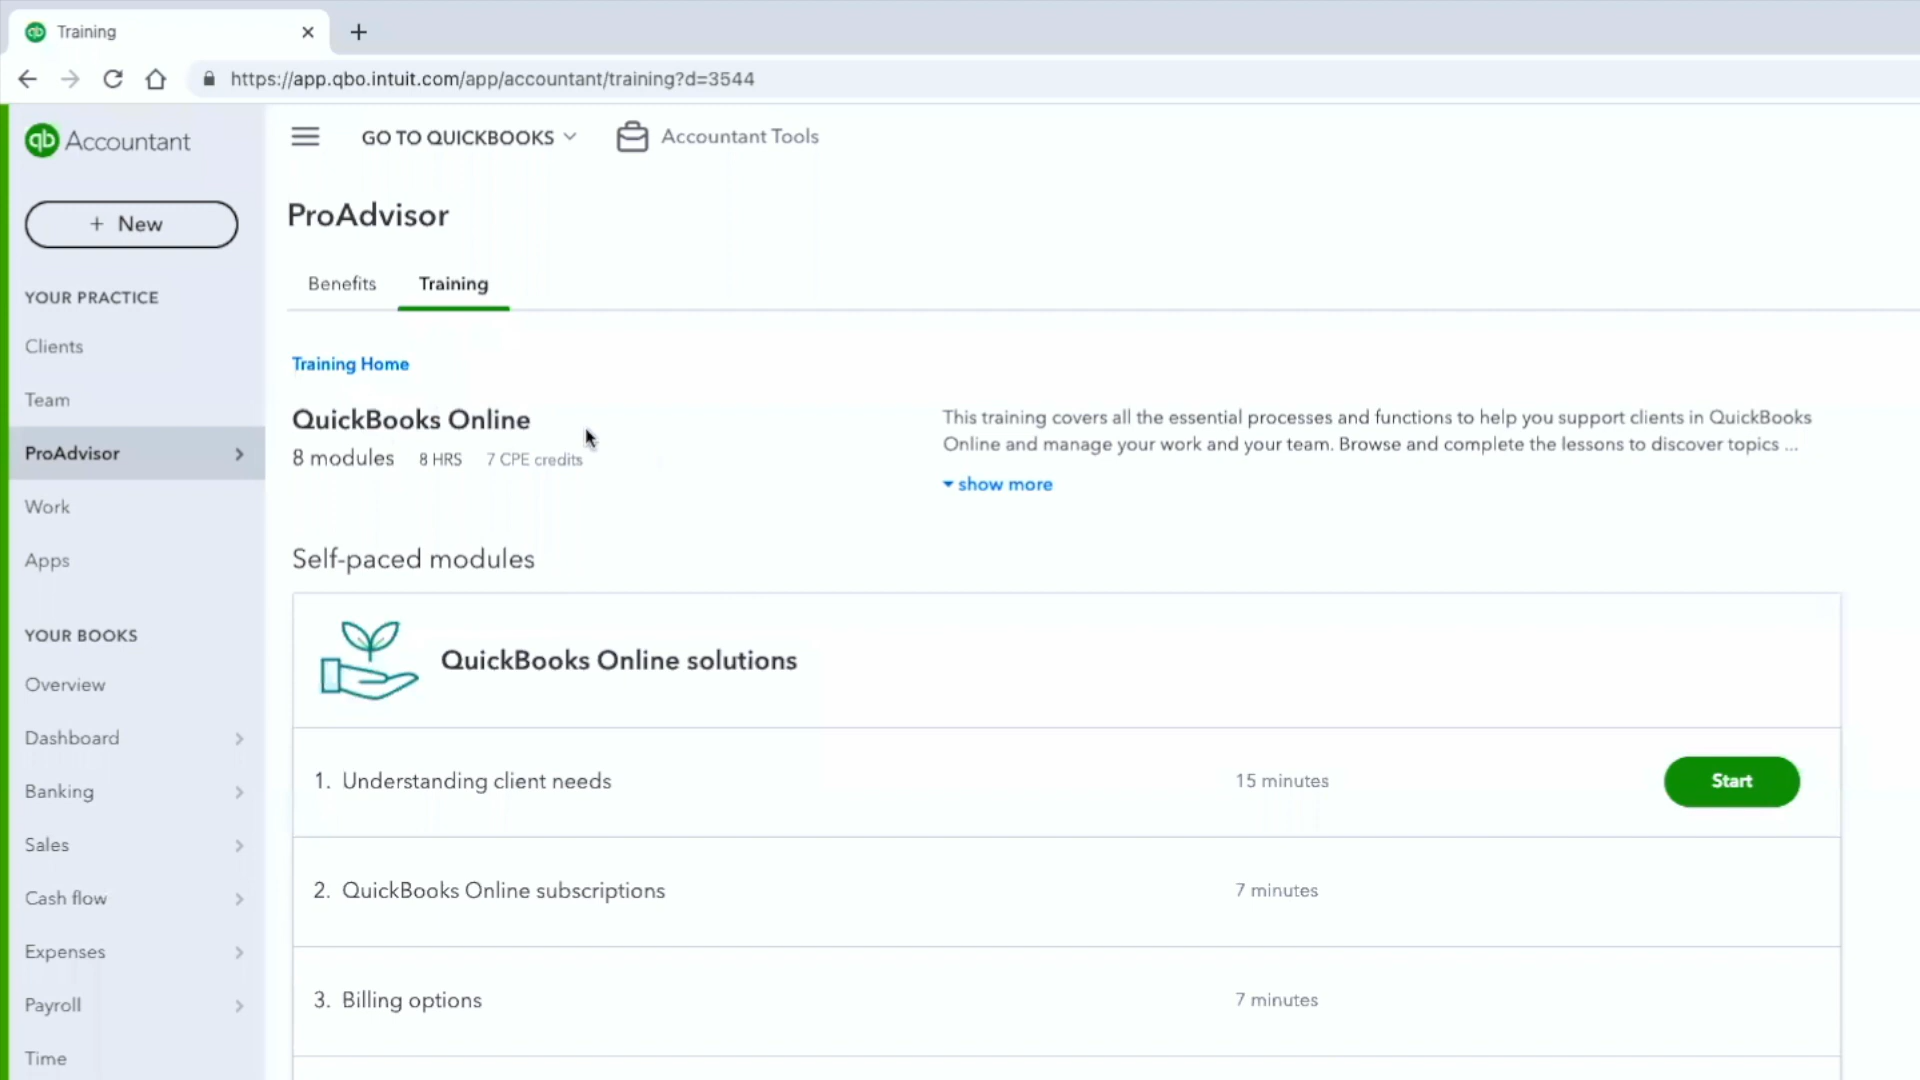 Training
https://app.qbo.intuit.com/app/accountant/training?d=3544
qb Accountant
GO TO QUICKBOOKS
Accountant Tools
+ New
ProAdvisor
Benefits
Training
YOUR PRACTICE
Clients
Team
ProAdvisor
Work
Apps
YOUR BOOKS
Overview
Dashboard
Banking
Sales
Cash flow
Expenses
Payroll
Time
Training Home
QuickBooks Online
8 modules 8 HRS 7 CPE credits
This training covers all the essential processes and functions to help you support clients in QuickBooks
Online and manage your work and your team. Browse and complete the lessons to discover topics ...
show more
Self-paced modules
QuickBooks Online solutions
1. Understanding client needs 15 minutes Start
2. QuickBooks Online subscriptions 7 minutes
3. Billing options 7 minutes